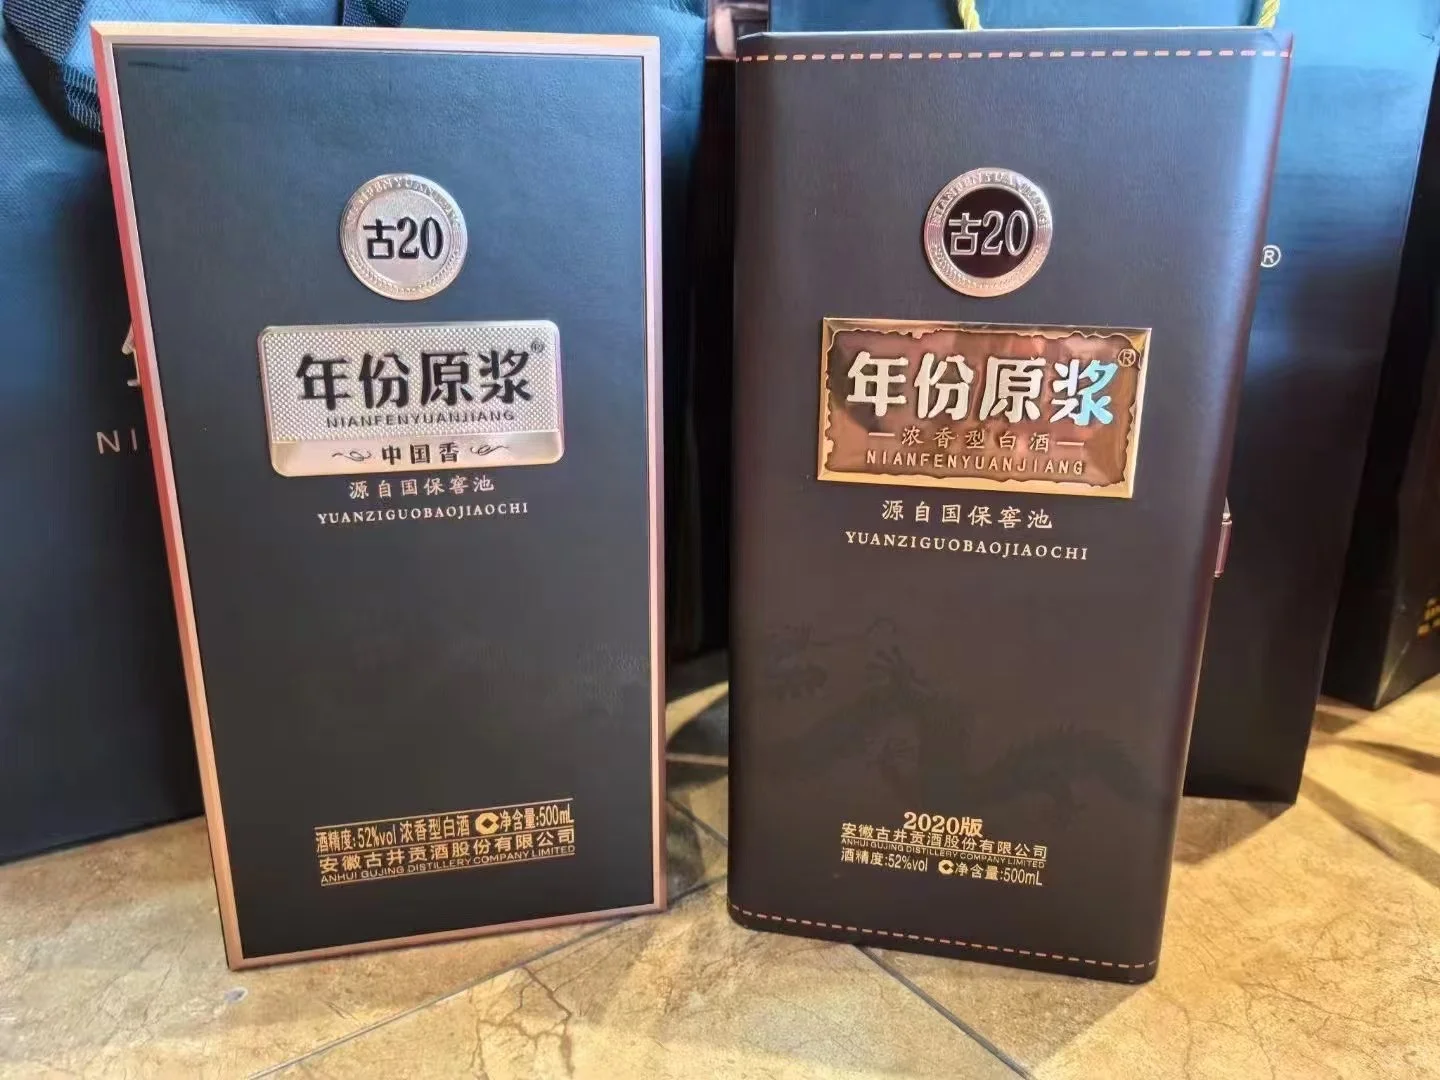 NIANFENYUANJIANG
古20
年份原浆®
NIANFENYUANJIANG
中国香
源自国保窖池
YUANZIGUOBAOJIAOCHI
酒精度:52%vol 浓香型白酒 净含量:500mL
安徽古井贡酒股份有限公司
ANHUI GUJING DISTILLERY COMPANY LIMITED
NIANFENYUANJIANG
古20
年份原浆®
浓香型白酒
NIANFENYUANJIANG
源自国保窖池
YUANZIGUOBAOJIAOCHI
2020版
安徽古井贡酒股份有限公司
ANHUI GUJING DISTILLERY COMPANY LIMITED
酒精度:52%vol 净含量:500mL
NI
®